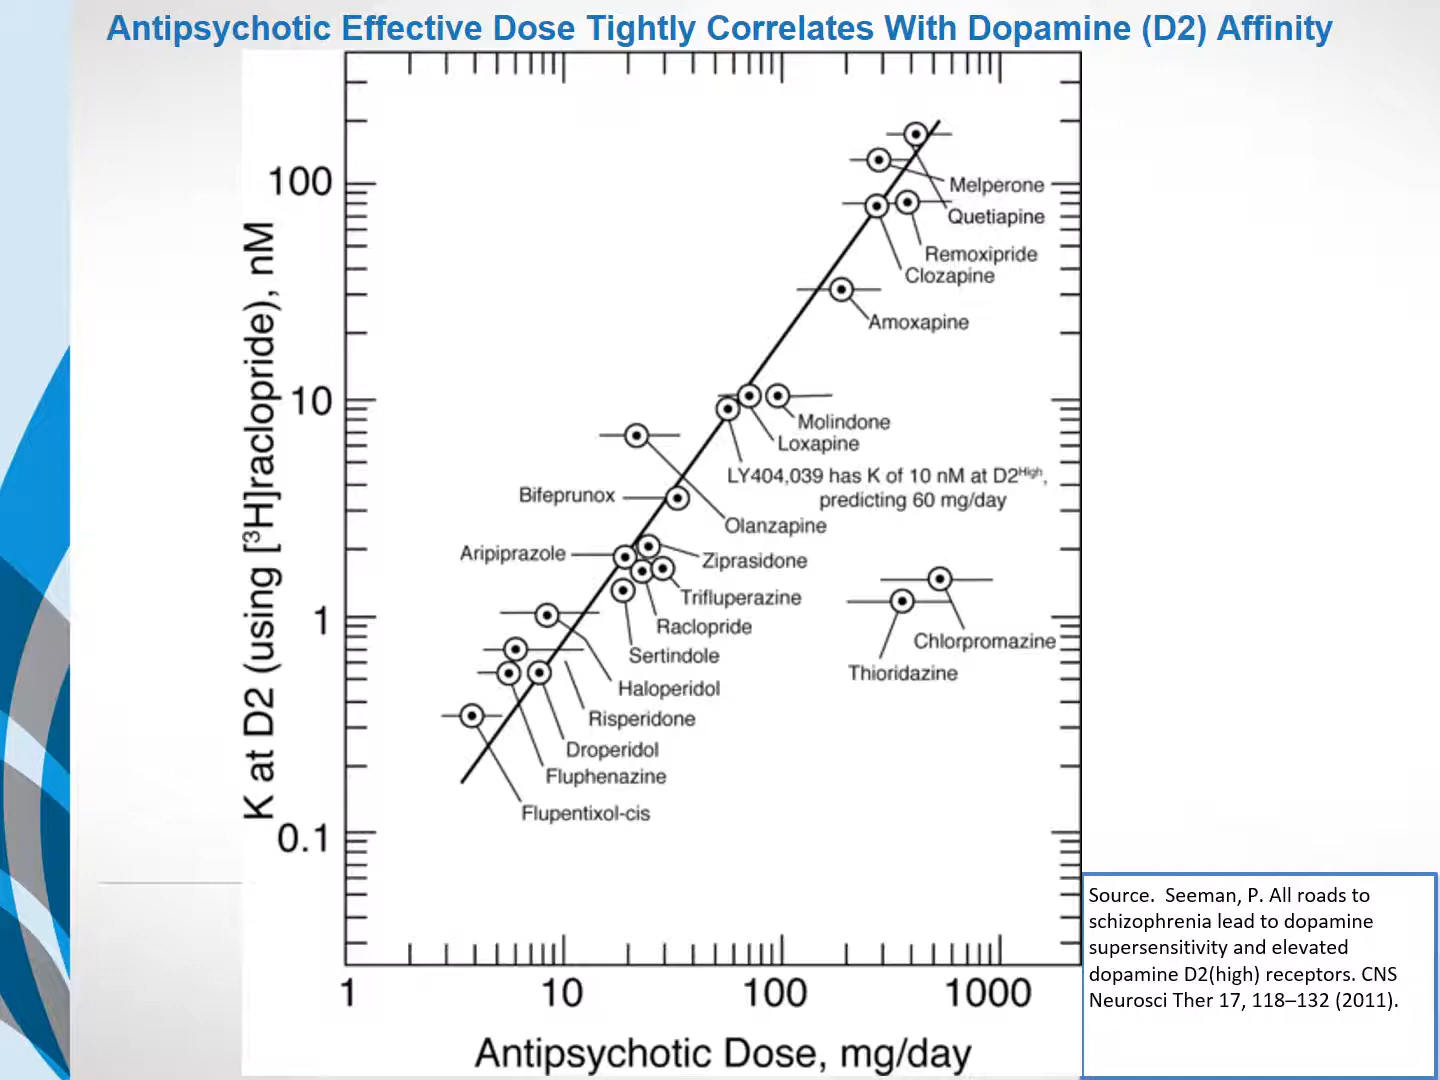 Antipsychotic Effective Dose Tightly Correlates With Dopamine (D2) Affinity
K at D2 (using [³H]raclopride), nM
100
10
1
0.1
Melperone
Quetiapine
Remoxipride
Clozapine
Amoxapine
Molindone
Loxapine
LY404,039 has K of 10 nM at D2High,
predicting 60 mg/day
Bifeprunox
Olanzapine
Aripiprazole
Ziprasidone
Trifluperazine
Raclopride
Sertindole
Haloperidol
Risperidone
Droperidol
Fluphenazine
Flupentixol-cis
Chlorpromazine
Thioridazine
1 10 100 1000
Antipsychotic Dose, mg/day
Source. Seeman, P. All roads to
schizophrenia lead to dopamine
supersensitivity and elevated
dopamine D2(high) receptors. CNS
Neurosci Ther 17, 118–132 (2011).